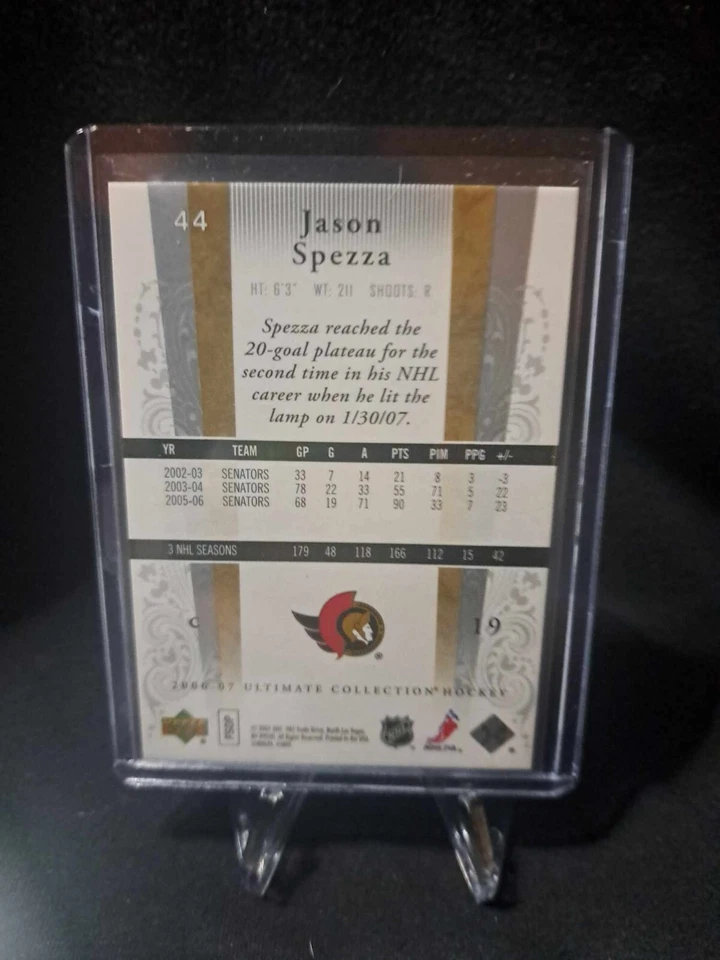 44
Jason
Spezza
HT: 6'3" WT: 211 SHOOTS: R
Spezza reached the
20-goal plateau for the
second time in his NHL
career when he lit the
lamp on 1/30/07.
YR TEAM GP G A PTS PIM PPG +/-
2002-03 SENATORS 33 7 14 21 8 3 -3
2003-04 SENATORS 78 22 33 55 71 5 22
2005-06 SENATORS 68 19 71 90 33 7 23
3 NHL SEASONS 179 48 118 166 112 15 42
C 19
2006-07 ULTIMATE COLLECTION® HOCKEY
UPPER DECK
NHL
NHLPA